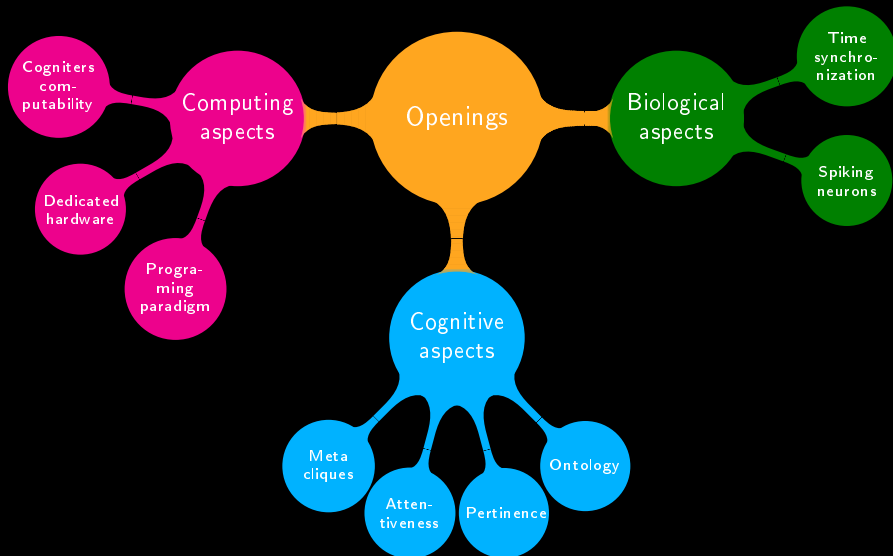 Openings
Computing
aspects
Cogniters
com-
putability
Dedicated
hardware
Progra-
ming
paradigm
Cognitive
aspects
Meta
cliques
Atten-
tiveness
Pertinence
Ontology
Biological
aspects
Time
synchro-
nization
Spiking
neurons